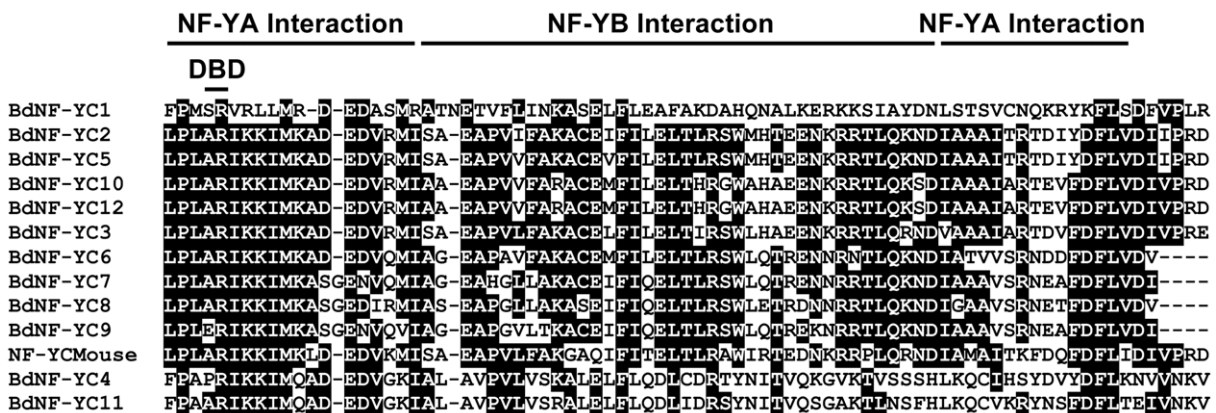 NF-YA Interaction NF-YB Interaction NF-YA Interaction
DBD
BdNF-YC1 FPMSRVRLLMR-D-EDASMRATNETVFLINKASELFLEAFAKDAHQNALKERKKSIAYDNLSTSVCNQKRYKFLSDFVPLR
BdNF-YC2 LPLARIKKIMKAD-EDVRMISA-EAPVIFAKACEIFILELTLRSWMHTEENKRRTLQKNDIAAAITRTDIYDFLVDIIPRD
BdNF-YC5 LPLARIKKIMKAD-EDVRMISA-EAPVVFAKACEVFILELTLRSWMHTEENKRRTLQKNDIAAAITRTDIYDFLVDIIPRD
BdNF-YC10 LPLARIKKIMKAD-EDVRMIAA-EAPVVFARACEMFILELTHRGWAHAEENKRRTLQKSDIAAAIARTEVFDFLVDIVPRD
BdNF-YC12 LPLARIKKIMKAD-EDVRMIAA-EAPVVFARACEMFILELTHRGWAHAEENKRRTLQKSDIAAAIARTEVFDFLVDIVPRD
BdNF-YC3 LPLARIKKIMKAD-EDVRMIAA-EAPVLFAKACELFILELTIRSWLHAEENKRRTLQRNDVAAAIARTDVFDFLVDIVPRE
BdNF-YC6 LPLARIKKIMKAD-EDVQMIAG-EAPAVFAKACEMFILELTLRSWLQTRENNRNTLQKNDIATVVSRNDDFDFLVDV----
BdNF-YC7 LPLARIKKIMKASGENVQMIAG-EAHGLLAKACEIFIQELTLRSWLQTRENNRRTLQKNDIAAAVSRNEAFDFLVDI----
BdNF-YC8 LPLARIKKIMKASGEDIRMIAS-EAPGLLAKASEIFIQELTLRSWLETRDNNRRTLQKNDIGAAVSRNETFDFLVDV----
BdNF-YC9 LPLERIKKIMKASGENVQVIAG-EAPGVLTKACEIFIQELTLRSWLQTREKNRRTLQKNDIAAAVSRNEAFDFLVDI----
NF-YCMouse LPLARIKKIMKLD-EDVKMISA-EAPVLFAKGAQIFITELTLRAWIRTEDNKRRPLQRNDIAMAITKFDQFDFLIDIVPRD
BdNF-YC4 FPAPRIKKIMQAD-EDVGKIAL-AVPVLVSKALELFLQDLCDRTYNITVQKGVKTVSSSHLKQCIHSYDVYDFLKNVVNKV
BdNF-YC11 FPAARIKKIMQAD-EDVGKIAL-AVPVLVSRALELFLQDLIDRSYNITVQSGAKTLNSFHLKQCVKRYNSFDFLTEIVNKV